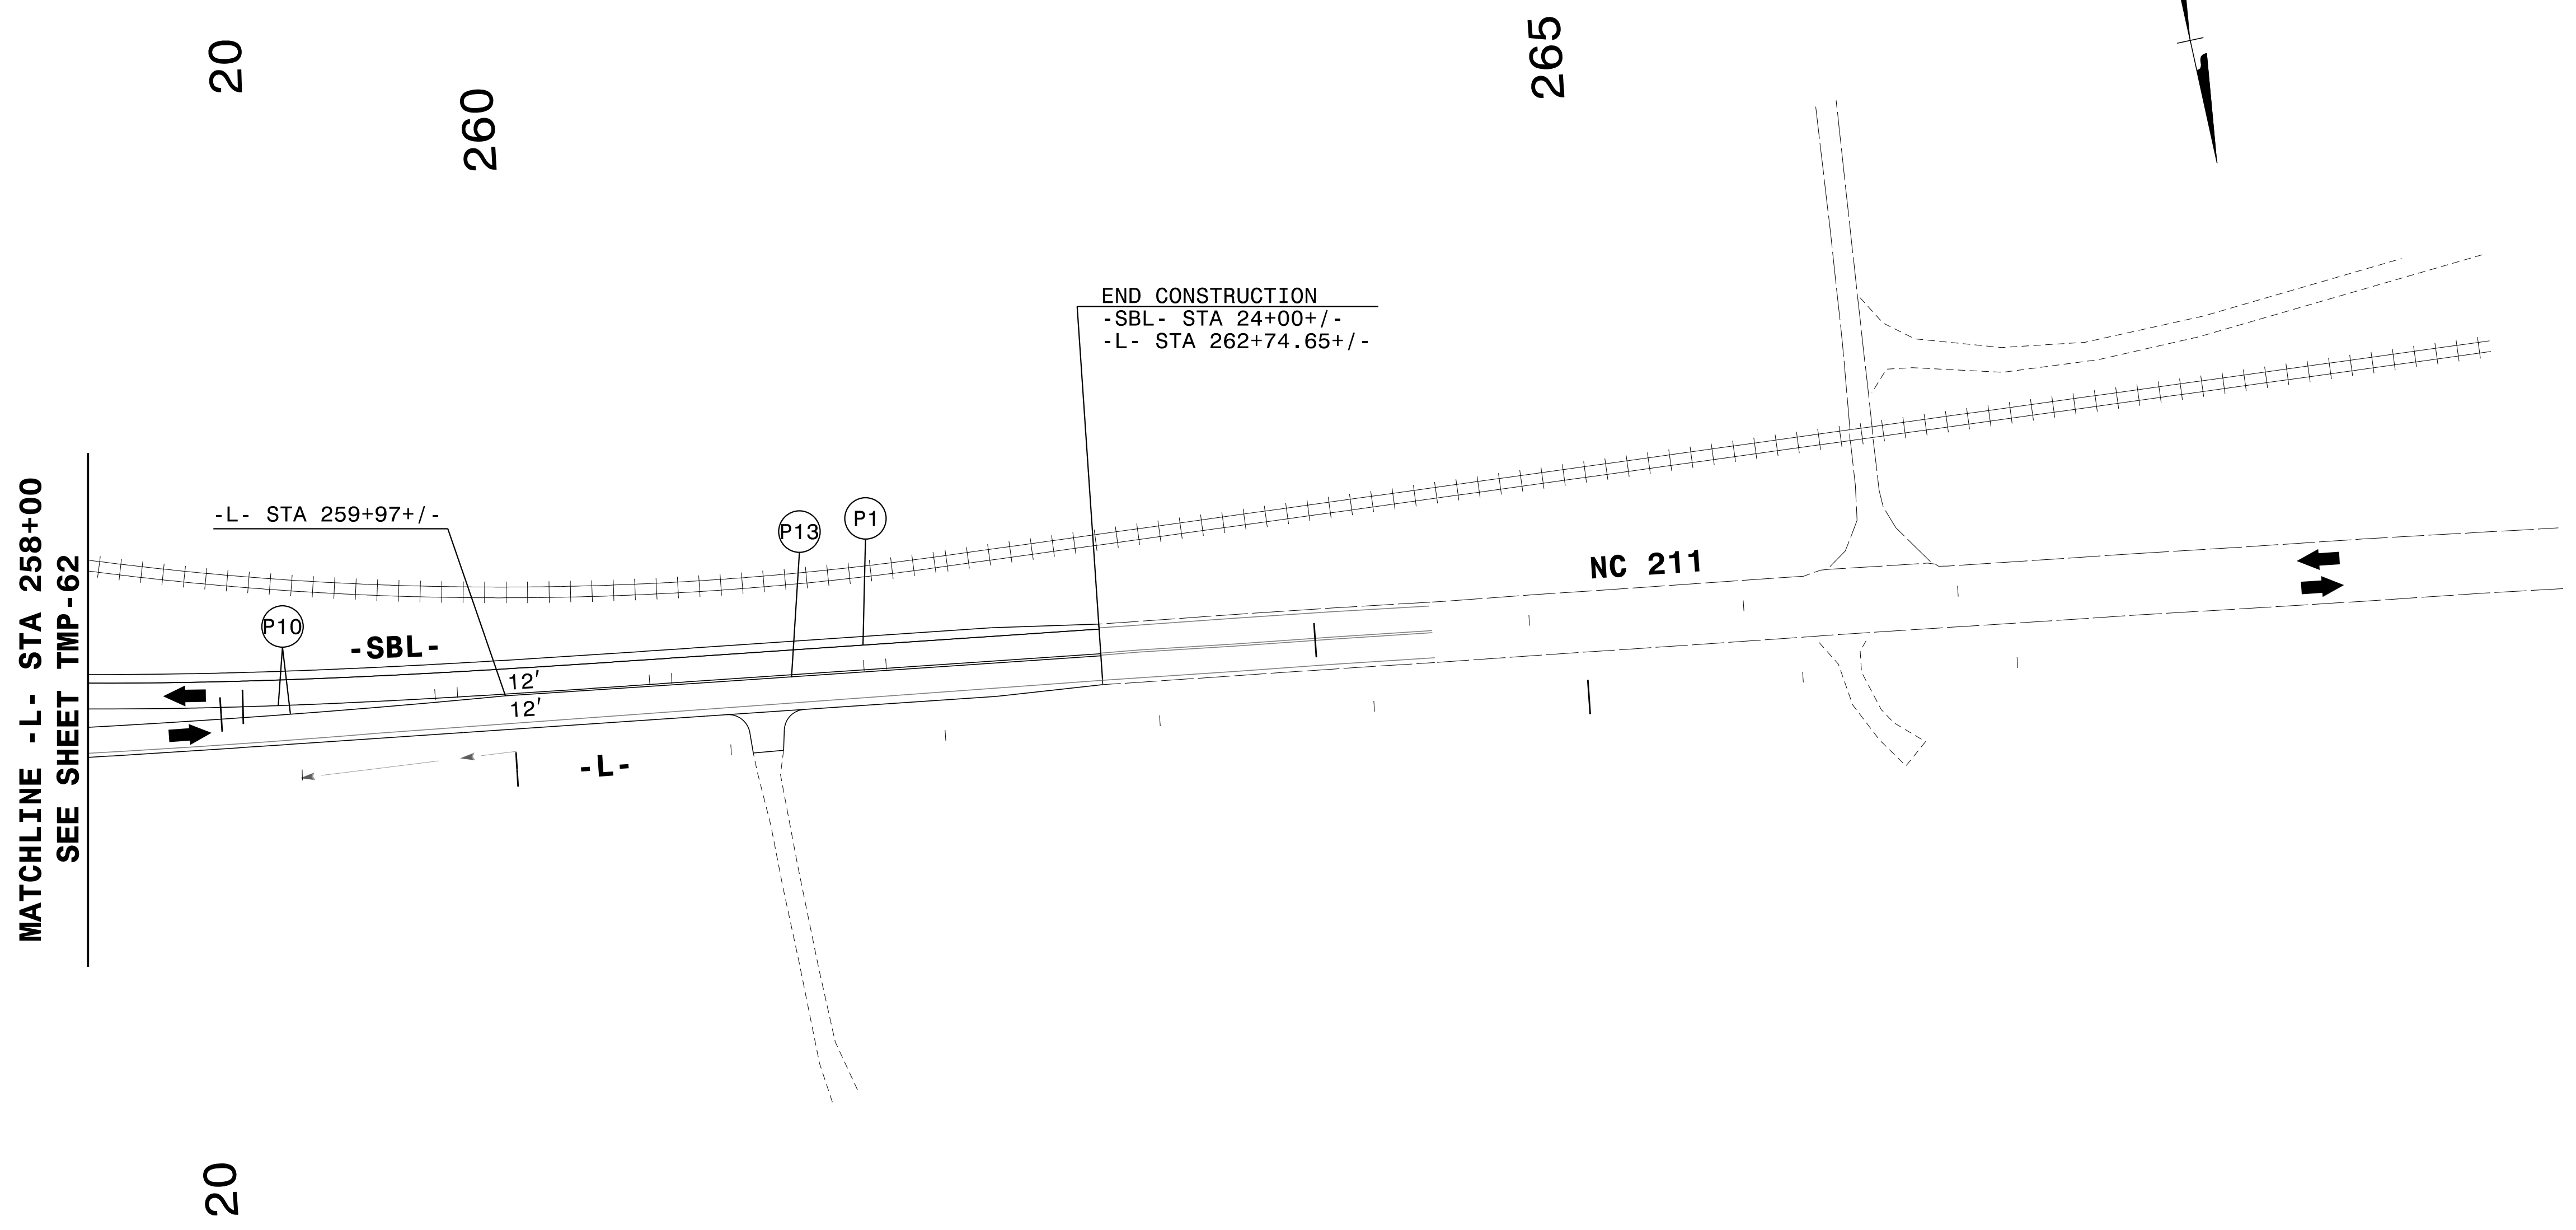 20
260
265
END CONSTRUCTION
-SBL- STA 24+00+/-
-L- STA 262+74.65+/-
MATCHLINE -L- STA 258+00
SEE SHEET TMP-62
-L- STA 259+97+/-
P13
P1
P10
-SBL-
NC 211
12'
12'
-L-
20